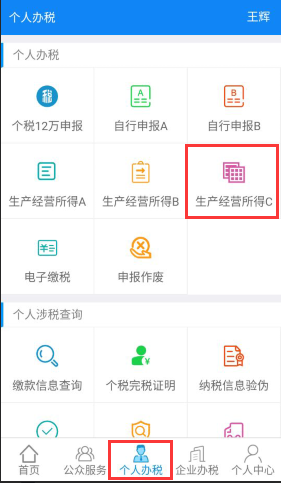 个人办税 王辉
个人办税
个税12万申报 自行申报A 自行申报B
生产经营所得A 生产经营所得B 生产经营所得C
电子缴税 申报作废
个人涉税查询
缴款信息查询 个税完税证明 纳税信息验伪
首页 公众服务 个人办税 企业办税 个人中心